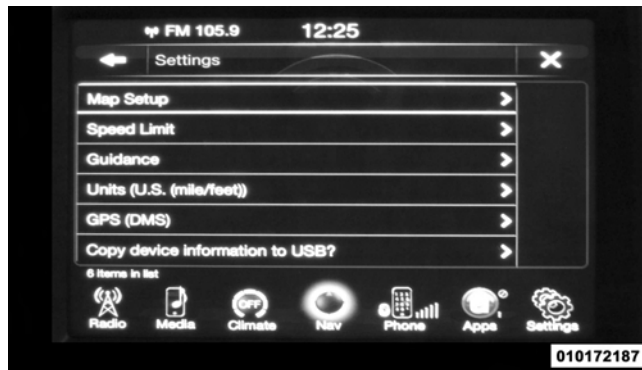 FM 105.9 12:25
Settings
Map Setup
Speed Limit
Guidance
Units (U.S. (mile/feet))
GPS (DMS)
Copy device information to USB?
6 items in list
OFF
Radio Media Climate Nav Phone Apps Settings
010172187